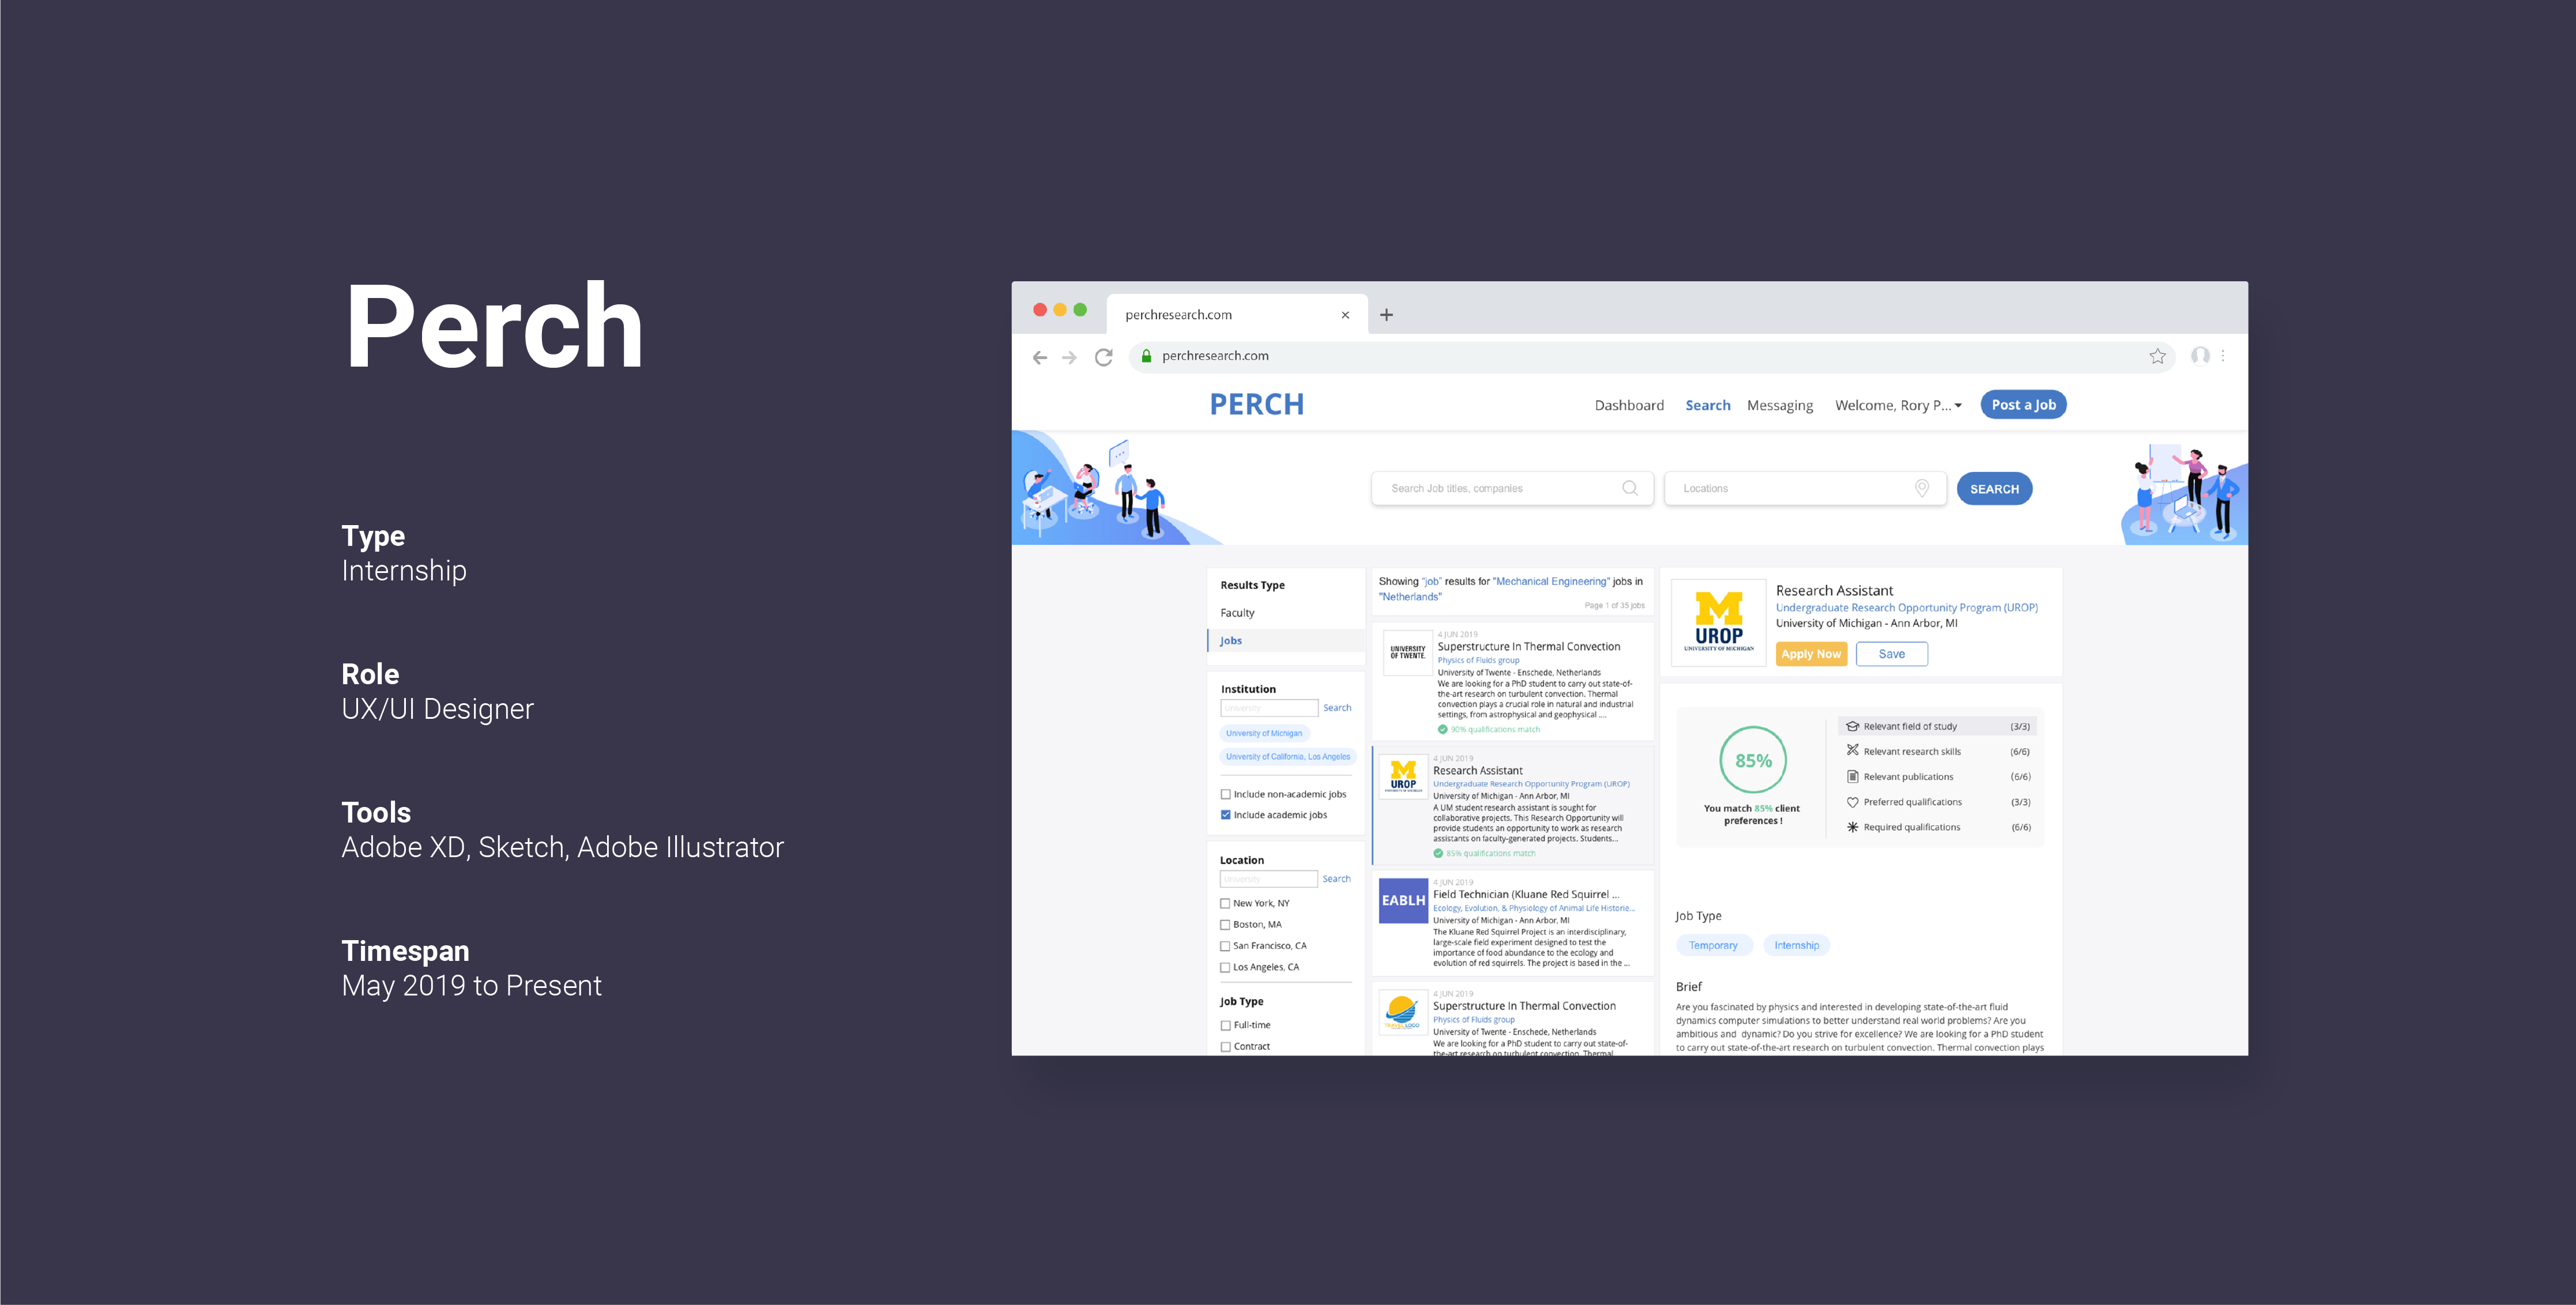 Perch
Type
Internship
Role
UX/UI Designer
Tools
Adobe XD, Sketch, Adobe Illustrator
Timespan
May 2019 to Present
perchresearch.com
perchresearch.com
PERCH
Dashboard
Search
Messaging
Welcome, Rory P...
Post a Job
Search Job titles, companies
Locations
SEARCH
Results Type
Faculty
Jobs
Institution
University
Search
University of Michigan
University of California, Los Angeles
Include non-academic jobs
Include academic jobs
Location
University
Search
New York, NY
Boston, MA
San Francisco, CA
Los Angeles, CA
Job Type
Full-time
Contract
Showing "job" results for "Mechanical Engineering" jobs in
"Netherlands"
Page 1 of 35 jobs
UNIVERSITY
OF TWENTE.
4 JUN 2019
Superstructure In Thermal Convection
Physics of Fluids group
University of Twente - Enschede, Netherlands
We are looking for a PhD student to carry out state-of-
the-art research on turbulent convection. Thermal
convection plays a crucial role in natural and industrial
settings, from astrophysical and geophysical ....
90% qualifications match
M
UROP
UNIVERSITY OF MICHIGAN
4 JUN 2019
Research Assistant
Undergraduate Research Opportunity Program (UROP)
University of Michigan - Ann Arbor, MI
A UM student research assistant is sought for
collaborative projects. This Research Opportunity will
provide students an opportunity to work as research
assistants on faculty-generated projects. Students...
85% qualifications match
EABLH
4 JUN 2019
Field Technician (Kluane Red Squirrel ...
Ecology, Evolution, & Physiology of Animal Life Historie...
University of Michigan - Ann Arbor, MI
The Kluane Red Squirrel Project is an interdisciplinary,
large-scale field experiment designed to test the
importance of food abundance to the ecology and
evolution of red squirrels. The project is based in the ...
TRAVEL LOGO
4 JUN 2019
Superstructure In Thermal Convection
Physics of Fluids group
University of Twente - Enschede, Netherlands
We are looking for a PhD student to carry out state-of-
the-art research on turbulent convection. Thermal
M
UROP
UNIVERSITY OF MICHIGAN
Research Assistant
Undergraduate Research Opportunity Program (UROP)
University of Michigan - Ann Arbor, MI
Apply Now
Save
85%
You match 85% client
preferences !
Relevant field of study (3/3)
Relevant research skills (6/6)
Relevant publications (6/6)
Preferred qualifications (3/3)
Required qualifications (6/6)
Job Type
Temporary
Internship
Brief
Are you fascinated by physics and interested in developing state-of-the-art fluid
dynamics computer simulations to better understand real world problems? Are you
ambitious and dynamic? Do you strive for excellence? We are looking for a PhD student
to carry out state-of-the-art research on turbulent convection. Thermal convection plays